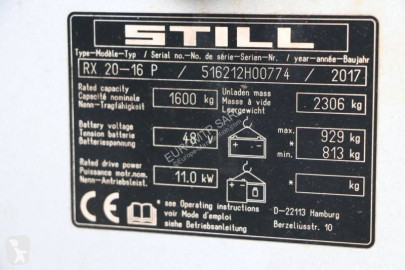 STILL
Type-Modèle-Typ / Serial no.-No. de série-Serien-Nr. / year-année-Baujahr
RX 20-16 P / 516212H00774 / 2017
Rated capacity
Capacité nominale
Nenn-Tragfähigkeit
1600 kg
Unladen mass
Masse à vide
Leergewicht
2306 kg
Battery voltage
Tension batterie
Batteriespannung
48 V
max.
* min.
929 kg
813 kg
Rated drive power
Puissance motor nom.
Nenn-Antriebsleist.
11.0 kW
* kg
CE
* see Operating instructions
voir Mode d'emploi
siehe Betriebsanleitung
D-22113 Hamburg
Berzeliusstr. 10